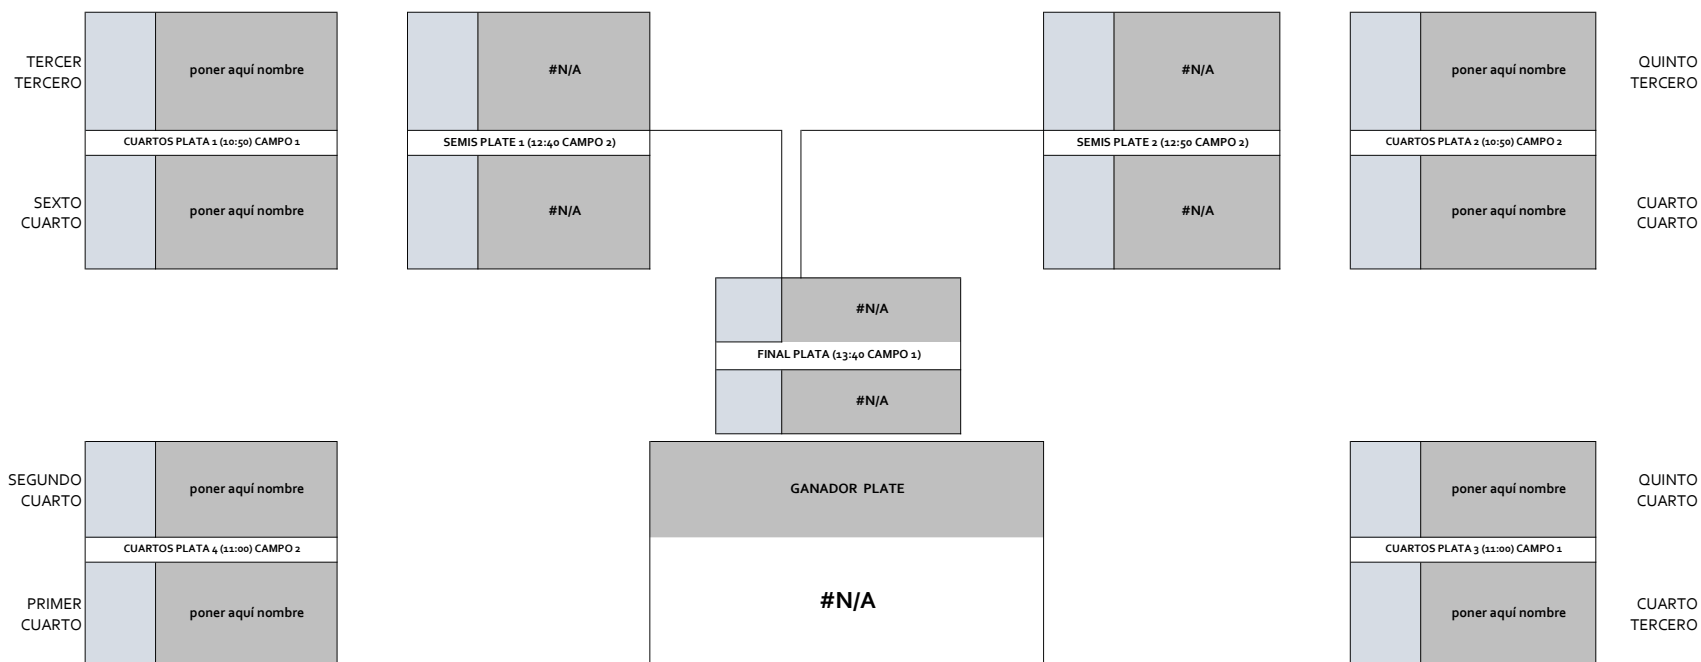 TERCER
TERCERO
poner aquí nombre
CUARTOS PLATA 1 (10:50) CAMPO 1
SEXTO
CUARTO
poner aquí nombre
#N/A
SEMIS PLATE 1 (12:40 CAMPO 2)
#N/A
#N/A
SEMIS PLATE 2 (12:50 CAMPO 2)
#N/A
poner aquí nombre
QUINTO
TERCERO
CUARTOS PLATA 2 (10:50) CAMPO 2
poner aquí nombre
CUARTO
CUARTO
#N/A
FINAL PLATA (13:40 CAMPO 1)
#N/A
SEGUNDO
CUARTO
poner aquí nombre
CUARTOS PLATA 4 (11:00) CAMPO 2
PRIMER
CUARTO
poner aquí nombre
GANADOR PLATE
#N/A
poner aquí nombre
QUINTO
CUARTO
CUARTOS PLATA 3 (11:00) CAMPO 1
poner aquí nombre
CUARTO
TERCERO